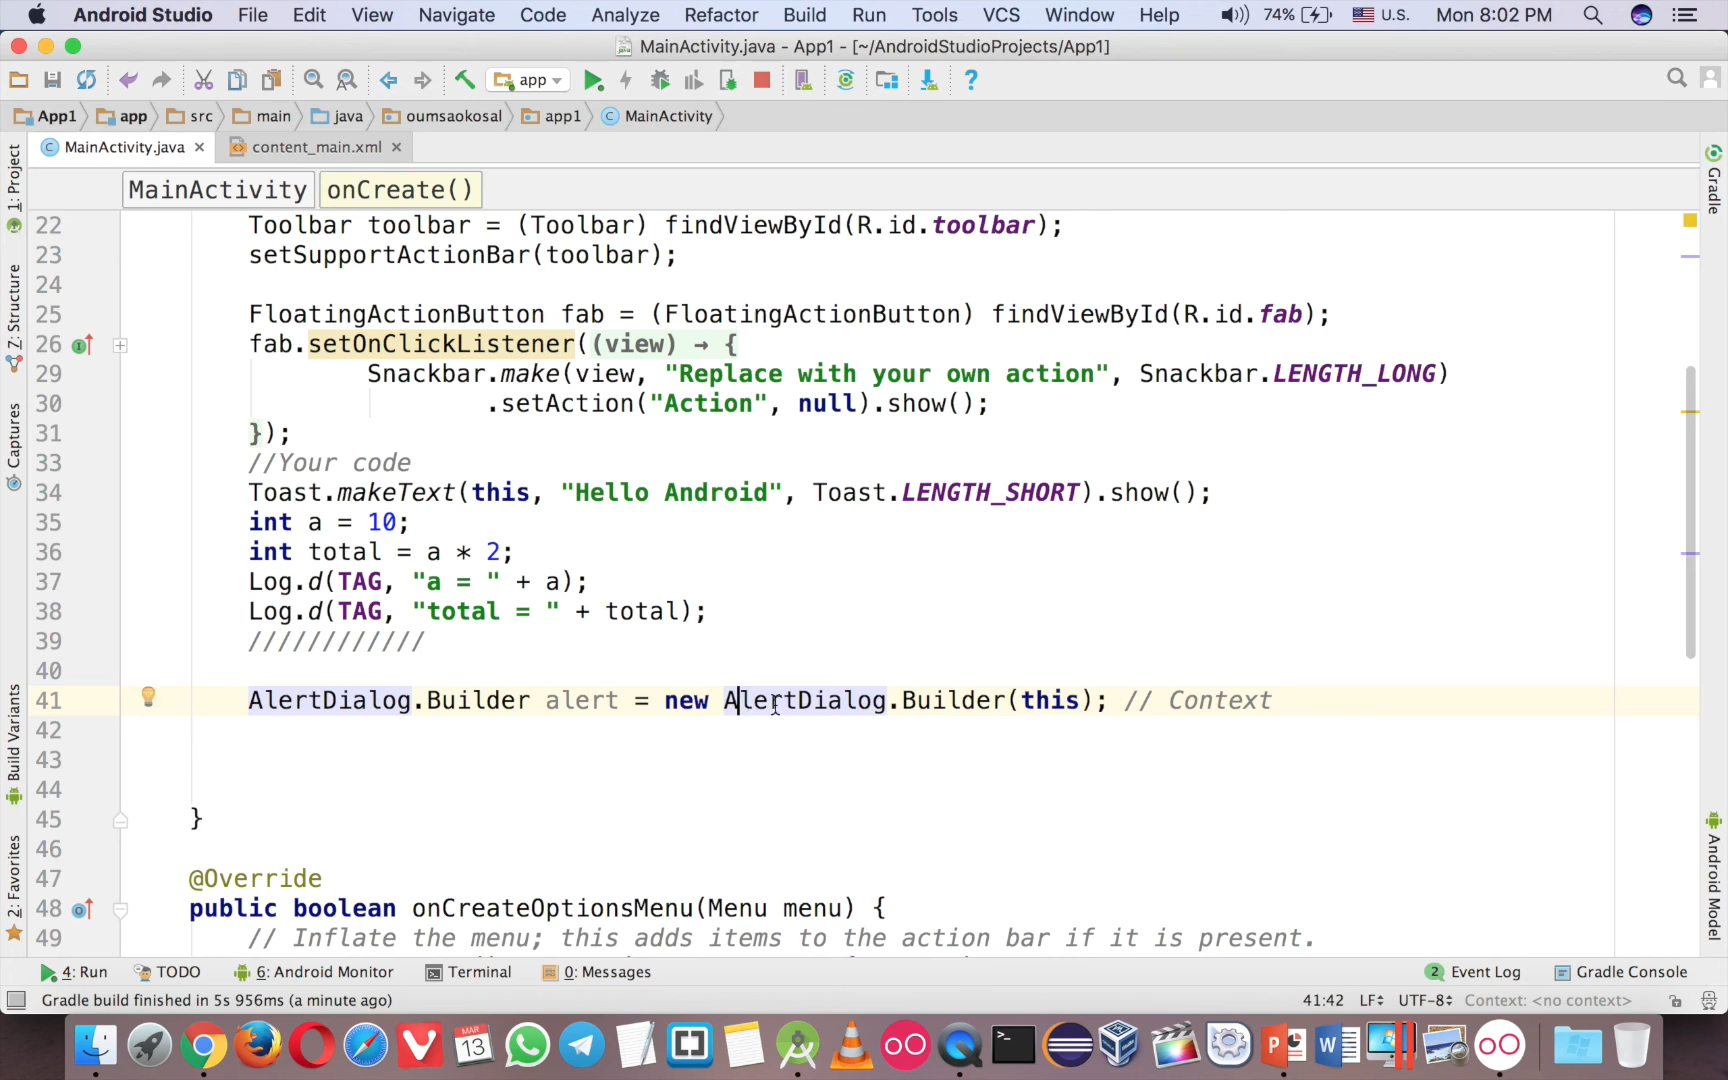 Android Studio File Edit View Navigate Code Analyze Refactor Build Run Tools VCS Window Help 74% U.S. Mon 8:02 PM
MainActivity.java - App1 - [~/AndroidStudioProjects/App1]
app
App1 app src main java oumsaokosal app1 MainActivity
MainActivity.java content_main.xml
MainActivity onCreate()
1: Project
7: Structure
Captures
Build Variants
2: Favorites
22 Toolbar toolbar = (Toolbar) findViewById(R.id.toolbar);
23 setSupportActionBar(toolbar);
24
25 FloatingActionButton fab = (FloatingActionButton) findViewById(R.id.fab);
26 fab.setOnClickListener((view) → {
29 Snackbar.make(view, "Replace with your own action", Snackbar.LENGTH_LONG)
30 .setAction("Action", null).show();
31 });
33 //Your code
34 Toast.makeText(this, "Hello Android", Toast.LENGTH_SHORT).show();
35 int a = 10;
36 int total = a * 2;
37 Log.d(TAG, "a = " + a);
38 Log.d(TAG, "total = " + total);
39 ////////////
40
41 AlertDialog.Builder alert = new AlertDialog.Builder(this); // Context
42
43
44
45 }
46
47 @Override
48 public boolean onCreateOptionsMenu(Menu menu) {
49 // Inflate the menu; this adds items to the action bar if it is present.
Gradle
Android Model
4: Run TODO 6: Android Monitor Terminal 0: Messages 2 Event Log Gradle Console
Gradle build finished in 5s 956ms (a minute ago) 41:42 LF UTF-8 Context: <no context>
MAR
13